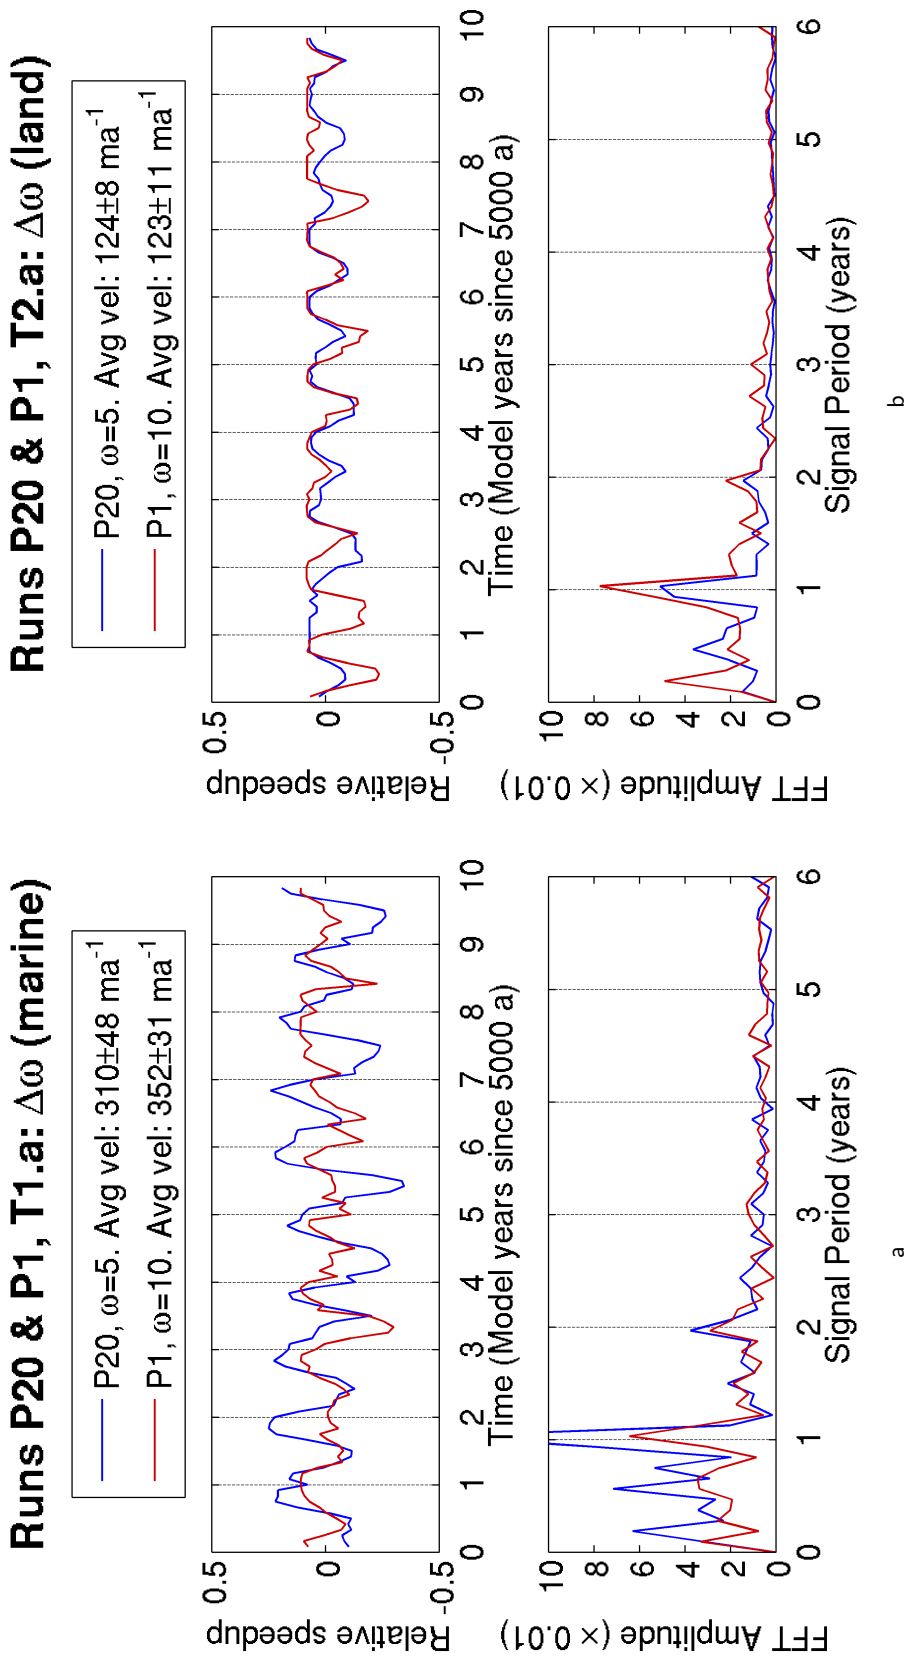 Runs P20 & P1, T1.a: Δω (marine)
P20, ω=5. Avg vel: 310±48 ma⁻¹
P1, ω=10. Avg vel: 352±31 ma⁻¹
Relative speedup
0.5
0
-0.5
0 1 2 3 4 5 6 7 8 9 10
Time (Model years since 5000 a)
FFT Amplitude (× 0.01)
10
8
6
4
2
0
0 1 2 3 4 5 6
Signal Period (years)
a
Runs P20 & P1, T2.a: Δω (land)
P20, ω=5. Avg vel: 124±8 ma⁻¹
P1, ω=10. Avg vel: 123±11 ma⁻¹
Relative speedup
0.5
0
-0.5
0 1 2 3 4 5 6 7 8 9 10
Time (Model years since 5000 a)
FFT Amplitude (× 0.01)
10
8
6
4
2
0
0 1 2 3 4 5 6
Signal Period (years)
b